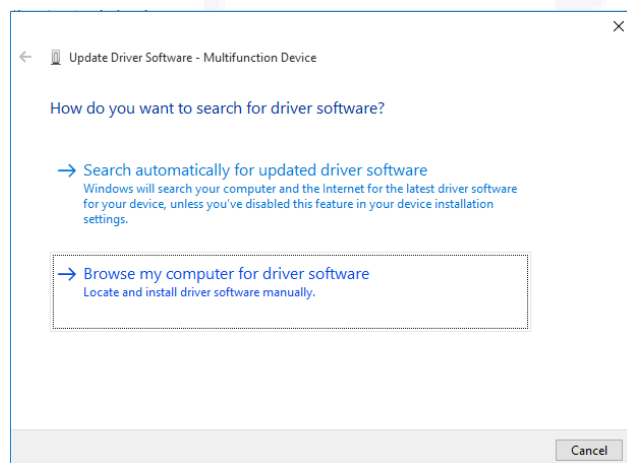 Update Driver Software - Multifunction Device
How do you want to search for driver software?
Search automatically for updated driver software
Windows will search your computer and the Internet for the latest driver software
for your device, unless you've disabled this feature in your device installation
settings.
Browse my computer for driver software
Locate and install driver software manually.
Cancel